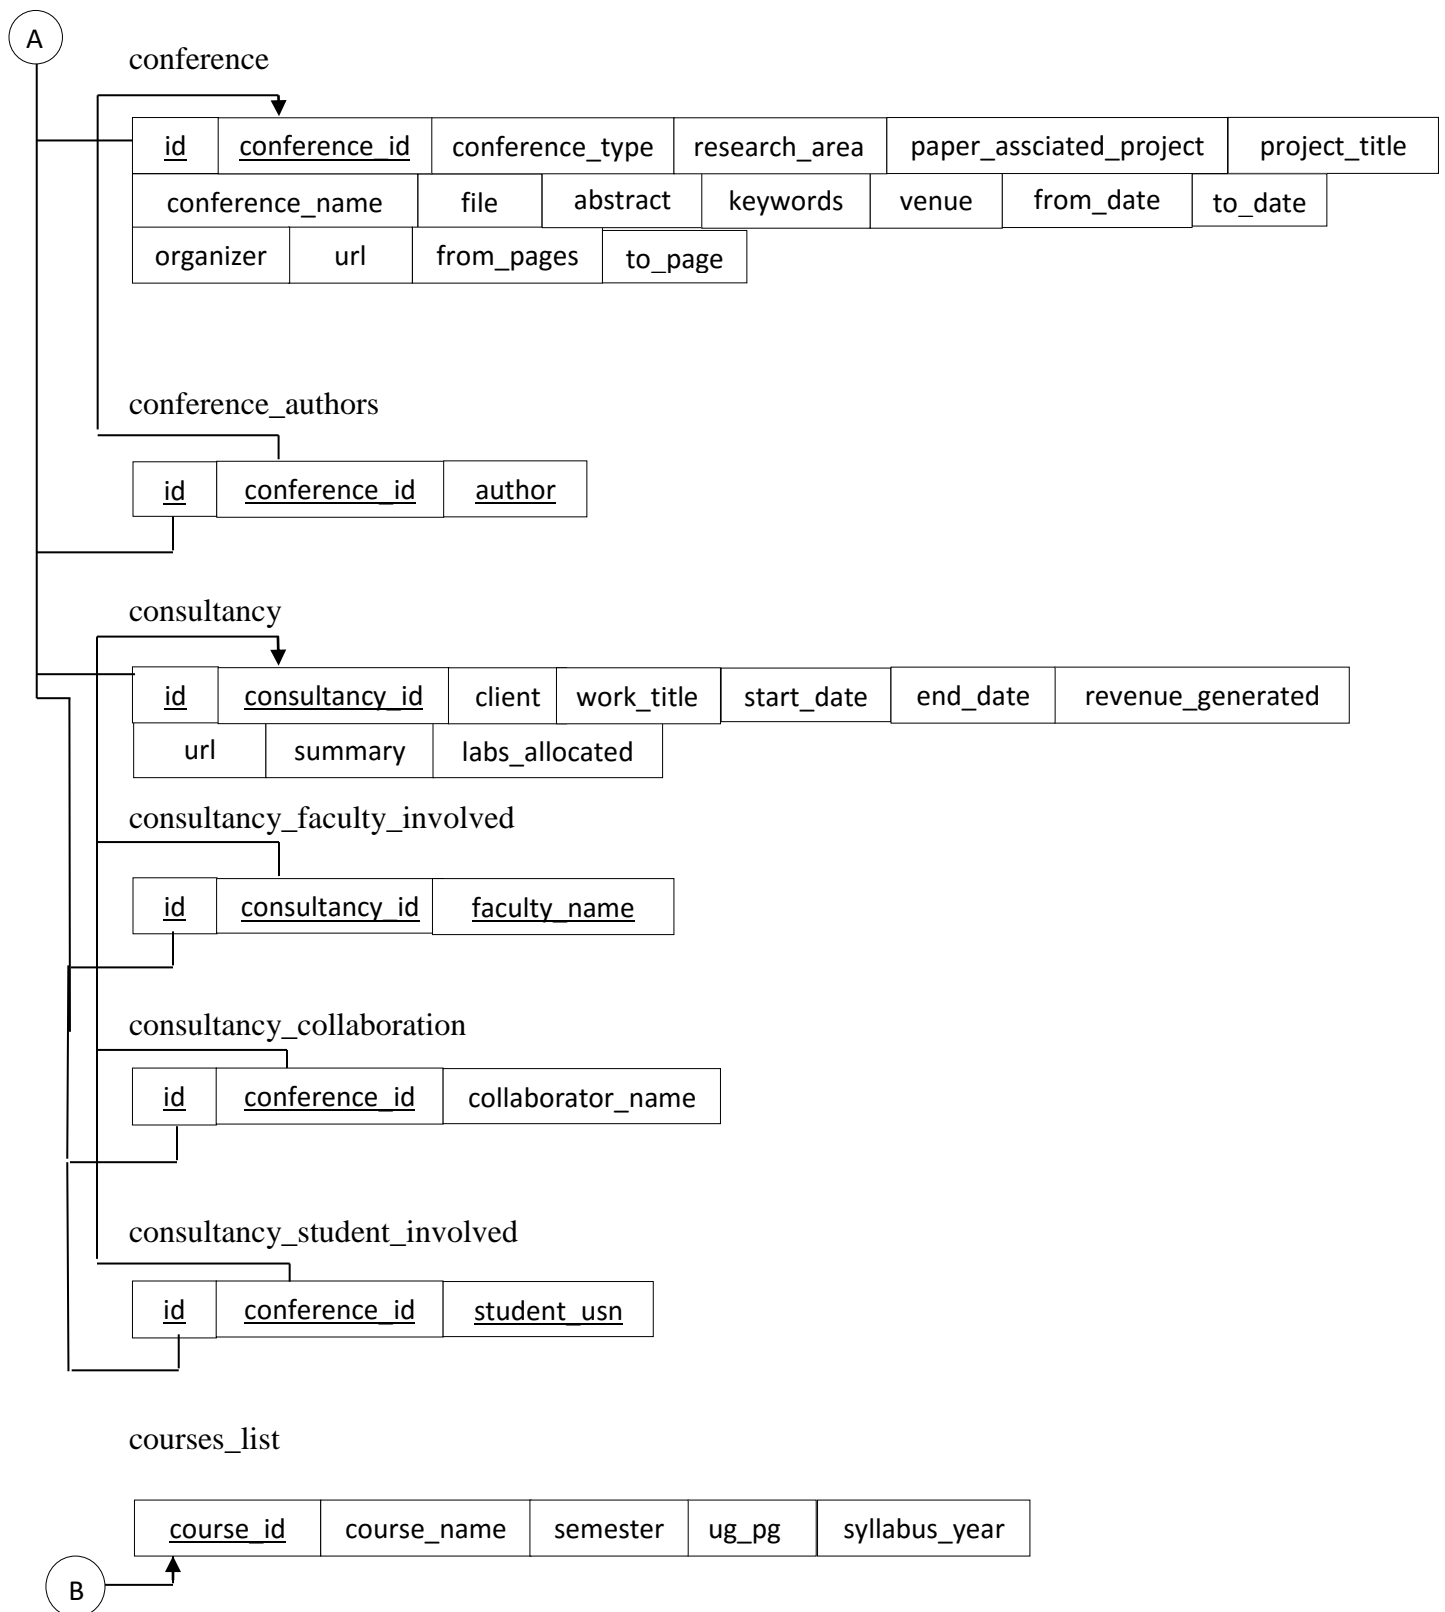 A
conference
id conference_id conference_type research_area paper_assciated_project project_title
conference_name file abstract keywords venue from_date to_date
organizer url from_pages to_page
conference_authors
id conference_id author
consultancy
id consultancy_id client work_title start_date end_date revenue_generated
url summary labs_allocated
consultancy_faculty_involved
id consultancy_id faculty_name
consultancy_collaboration
id conference_id collaborator_name
consultancy_student_involved
id conference_id student_usn
courses_list
course_id course_name semester ug_pg syllabus_year
B